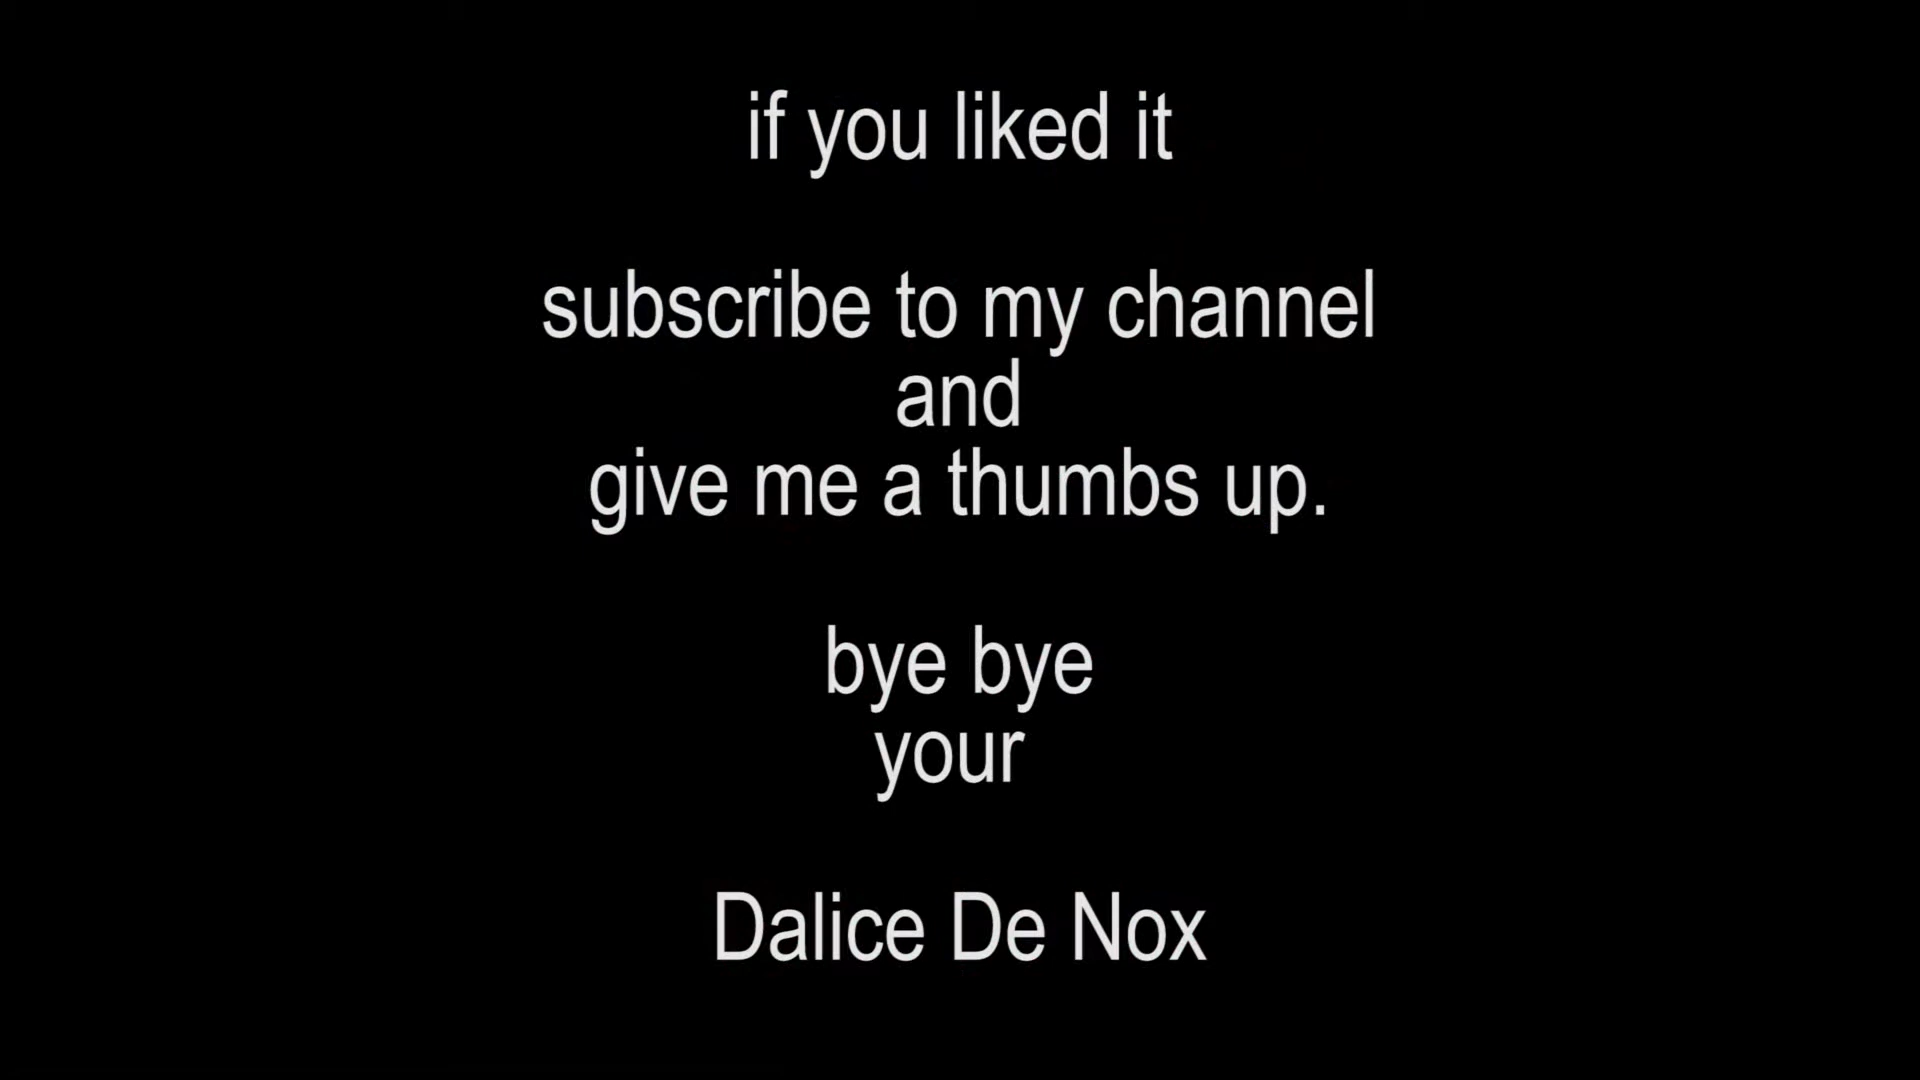 if you liked it
subscribe to my channel
and
give me a thumbs up.
bye bye
your
Dalice De Nox